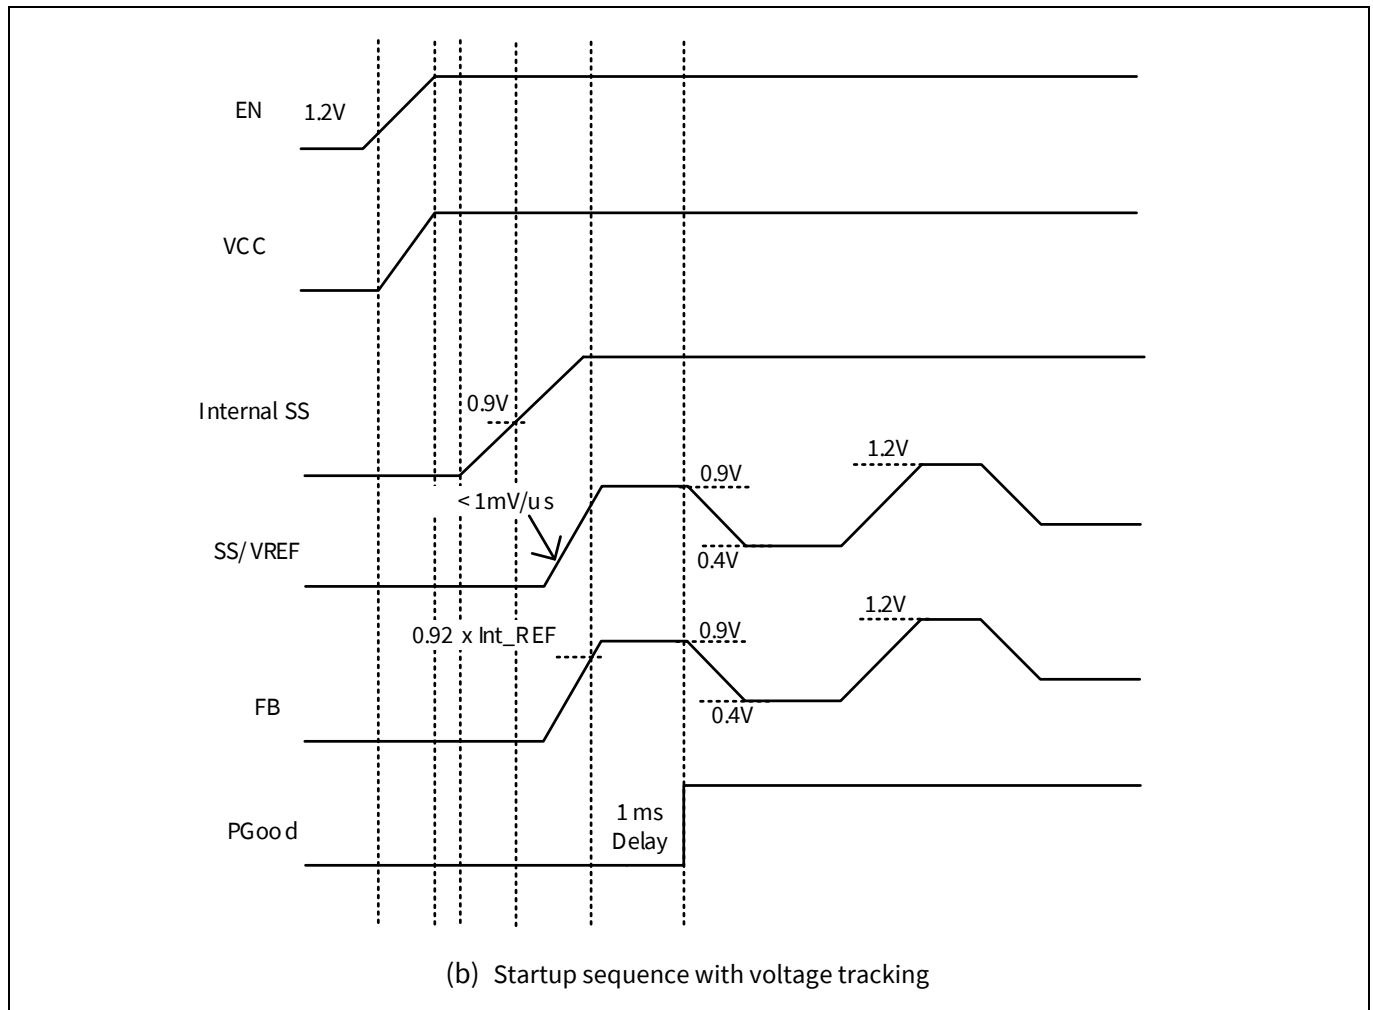 EN 1.2V
VCC
0.9V
Internal SS
1.2V
0.9V
< 1mV/us
SS/VREF
0.4V
1.2V
0.92 x Int_REF
0.9V
FB
0.4V
1 ms
PGood
Delay
(b) Startup sequence with voltage tracking